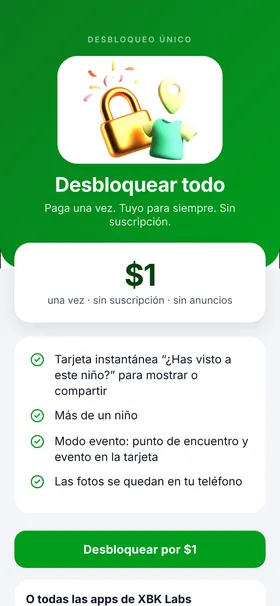 DESBLOQUEO ÚNICO
Desbloquear todo
Paga una vez. Tuyo para siempre. Sin
suscripción.
$1
una vez · sin suscripción · sin anuncios
Tarjeta instantánea “¿Has visto a
este niño?” para mostrar o
compartir
Más de un niño
Modo evento: punto de encuentro y
evento en la tarjeta
Las fotos se quedan en tu teléfono
Desbloquear por $1
O todas las apps de XBK Labs